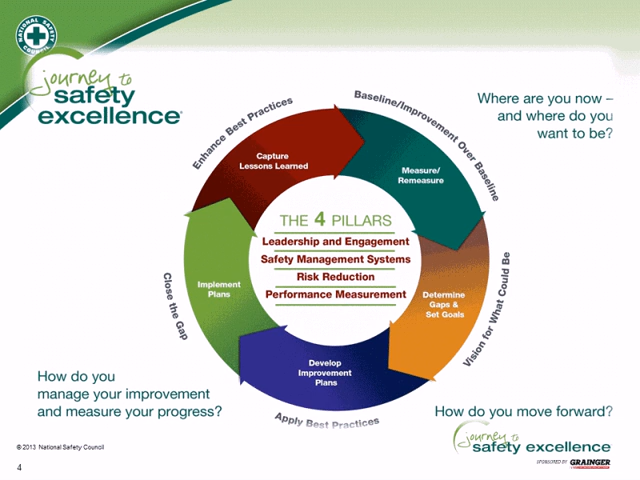 NATIONAL SAFETY COUNCIL
journey to
safety
excellence
Where are you now –
and where do you
want to be?
Enhance Best Practices
Baseline/Improvement Over Baseline
Capture
Lessons Learned
Measure/
Remeasure
THE 4 PILLARS
Leadership and Engagement
Safety Management Systems
Risk Reduction
Performance Measurement
Implement
Plans
Close the Gap
Determine
Gaps &
Set Goals
Vision for What Could Be
Develop
Improvement
Plans
Apply Best Practices
How do you
manage your improvement
and measure your progress?
How do you move forward?
journey to
safety excellence
SPONSORED BY GRAINGER
© 2013 National Safety Council
4